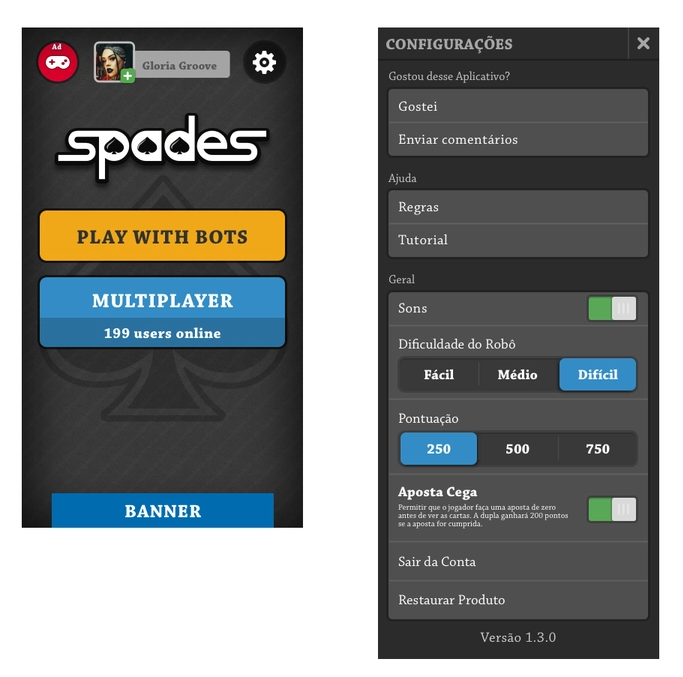 Ad
Gloria Groove
spades
PLAY WITH BOTS
MULTIPLAYER
199 users online
BANNER
CONFIGURAÇÕES
Gostou desse Aplicativo?
Gostei
Enviar comentários
Ajuda
Regras
Tutorial
Geral
Sons
Dificuldade do Robô
Fácil Médio Difícil
Pontuação
250 500 750
Aposta Cega
Permitir que o jogador faça uma aposta de zero
antes de ver as cartas. A dupla ganhará 200 pontos
se a aposta for cumprida.
Sair da Conta
Restaurar Produto
Versão 1.3.0